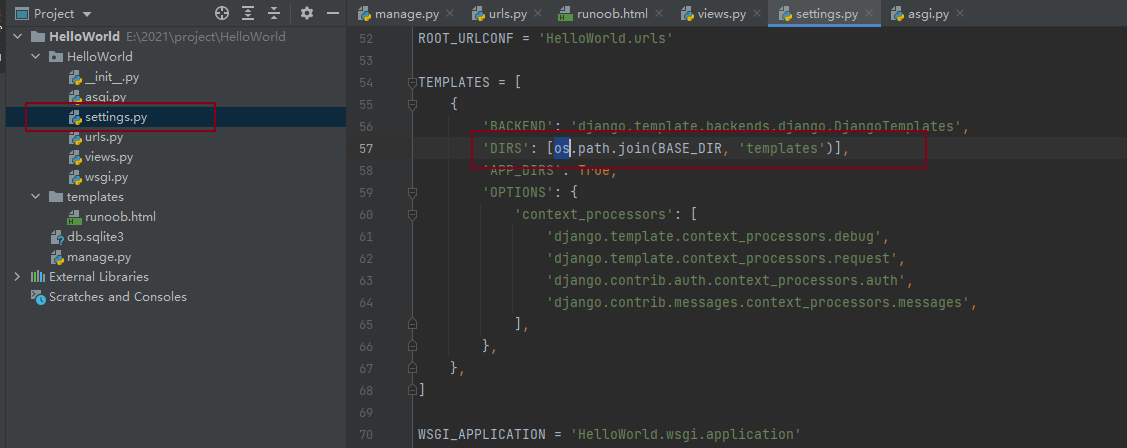 Project
manage.py
urls.py
runoob.html
views.py
settings.py
asgi.py
HelloWorld E:\2021\project\HelloWorld
HelloWorld
__init__.py
asgi.py
settings.py
urls.py
views.py
wsgi.py
templates
runoob.html
db.sqlite3
manage.py
External Libraries
Scratches and Consoles
52 ROOT_URLCONF = 'HelloWorld.urls'
53
54 TEMPLATES = [
55 {
56 'BACKEND': 'django.template.backends.django.DjangoTemplates',
57 'DIRS': [os.path.join(BASE_DIR, 'templates')],
58 'APP_DIRS': True,
59 'OPTIONS': {
60 'context_processors': [
61 'django.template.context_processors.debug',
62 'django.template.context_processors.request',
63 'django.contrib.auth.context_processors.auth',
64 'django.contrib.messages.context_processors.messages',
65 ],
66 },
67 },
68 ]
69
70 WSGI_APPLICATION = 'HelloWorld.wsgi.application'